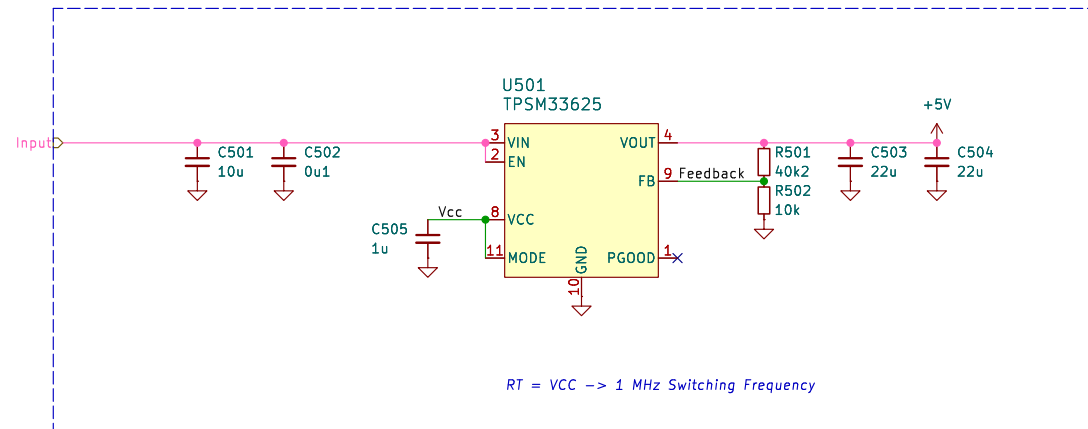 U501
TPSM33625
+5V
Input
C501
10u
C502
0u1
3
VIN
2
EN
VOUT
4
R501
40k2
C503
22u
C504
22u
FB
9
Feedback
R502
10k
Vcc
8
VCC
C505
1u
11
MODE
GND
10
PGOOD
1
RT = VCC -> 1 MHz Switching Frequency